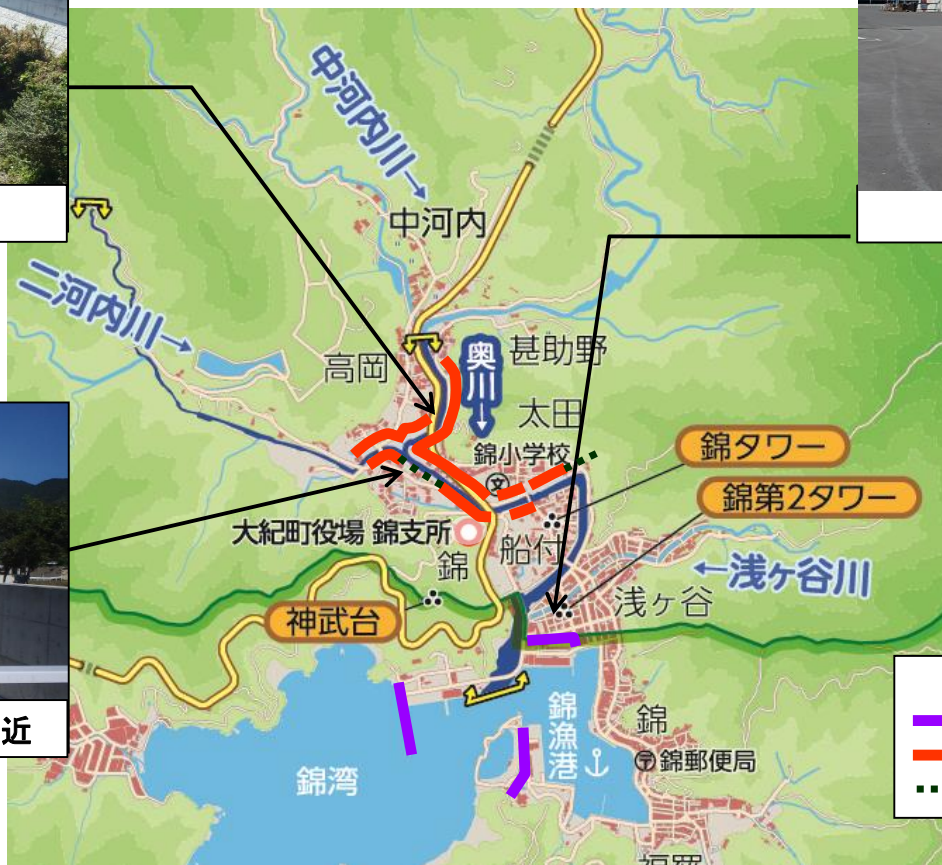 中河内川→
中河内
二河内川→
高岡
奥川↓
甚助野
太田
錦小学校
文
錦タワー
錦第2タワー
大紀町役場 錦支所
錦
船付
←浅ヶ谷川
浅ヶ谷
神武台
近
錦湾
錦漁港
錦
〒錦郵便局